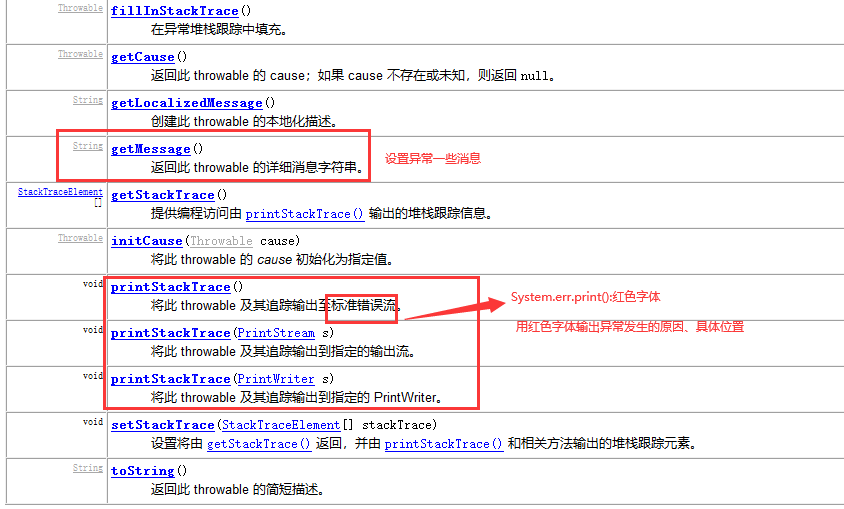 Throwable fillInStackTrace()
在异常堆栈跟踪中填充。
Throwable getCause()
返回此 throwable 的 cause；如果 cause 不存在或未知，则返回 null。
String getLocalizedMessage()
创建此 throwable 的本地化描述。
String getMessage()
返回此 throwable 的详细消息字符串。
设置异常一些消息
StackTraceElement[] getStackTrace()
提供编程访问由 printStackTrace() 输出的堆栈跟踪信息。
Throwable initCause(Throwable cause)
将此 throwable 的 cause 初始化为指定值。
void printStackTrace()
将此 throwable 及其追踪输出至标准错误流。
System.err.print():红色字体
用红色字体输出异常发生的原因、具体位置
void printStackTrace(PrintStream s)
将此 throwable 及其追踪输出到指定的输出流。
void printStackTrace(PrintWriter s)
将此 throwable 及其追踪输出到指定的 PrintWriter。
void setStackTrace(StackTraceElement[] stackTrace)
设置将由 getStackTrace() 返回，并由 printStackTrace() 和相关方法输出的堆栈跟踪元素。
String toString()
返回此 throwable 的简短描述。